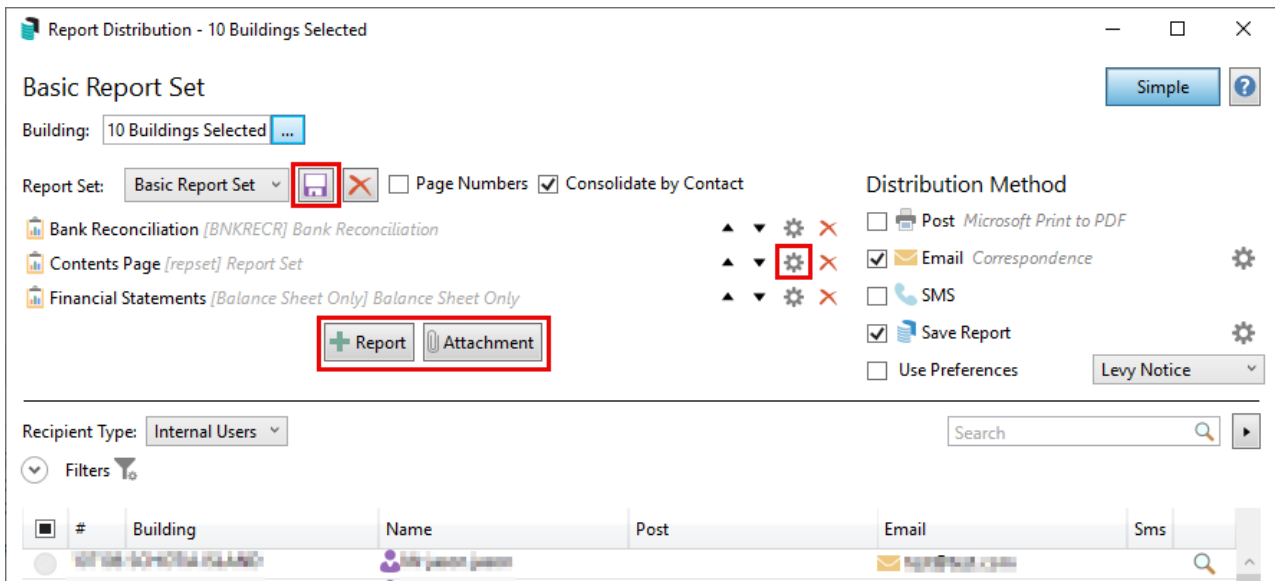 Report Distribution - 10 Buildings Selected
Basic Report Set
Simple
Building: 10 Buildings Selected ...
Report Set: Basic Report Set Page Numbers Consolidate by Contact
Distribution Method
Bank Reconciliation [BNKRECR] Bank Reconciliation
Post Microsoft Print to PDF
Contents Page [repset] Report Set
Email Correspondence
Financial Statements [Balance Sheet Only] Balance Sheet Only
SMS
Report Attachment
Save Report
Use Preferences Levy Notice
Recipient Type: Internal Users
Search
Filters
# Building Name Post Email Sms